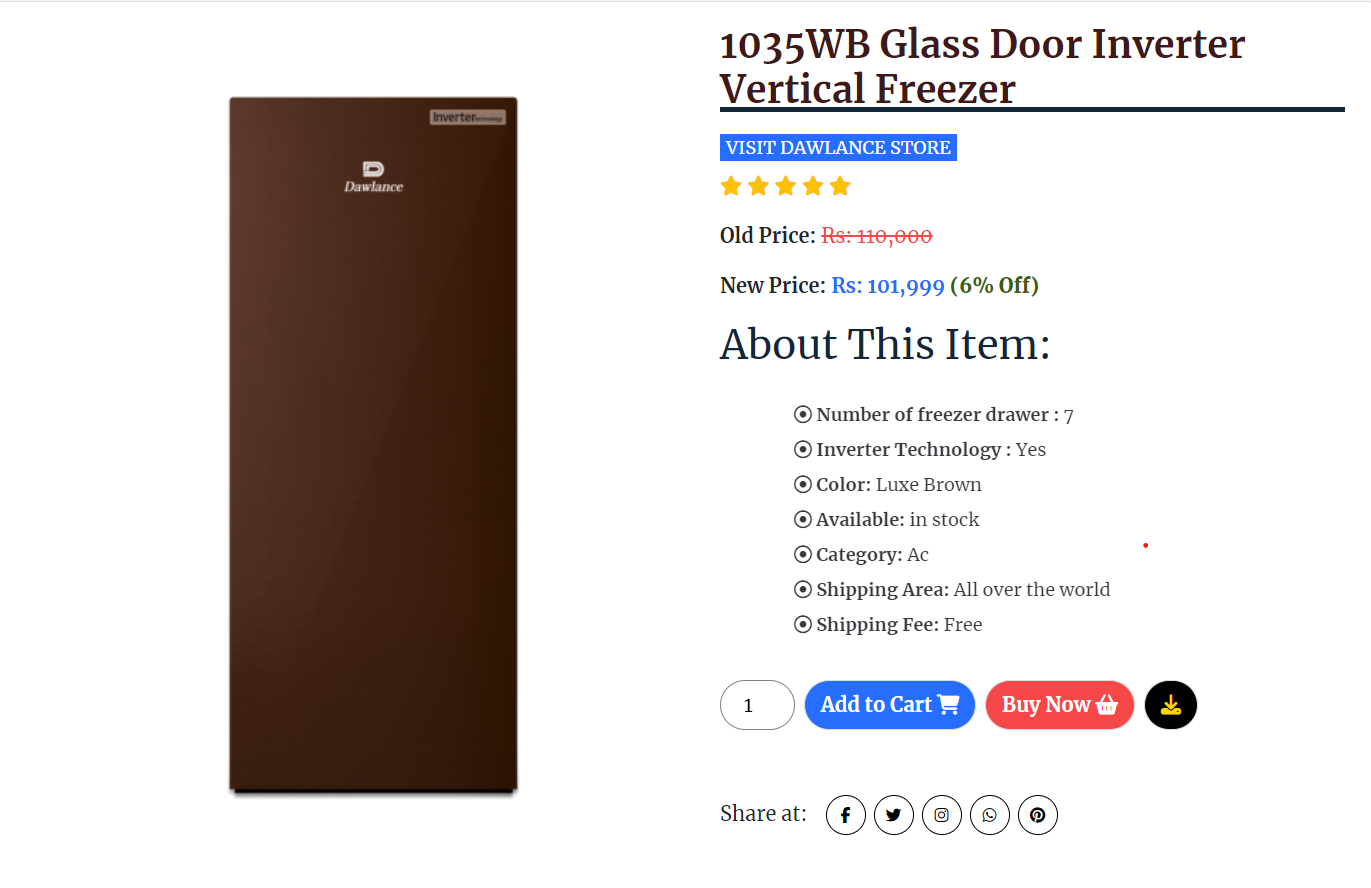 1035WB Glass Door Inverter
Vertical Freezer
Inverter technology
Dawlance
VISIT DAWLANCE STORE
Old Price: Rs: 110,000
New Price: Rs: 101,999 (6% Off)
About This Item:
Number of freezer drawer : 7
Inverter Technology : Yes
Color: Luxe Brown
Available: in stock
Category: Ac
Shipping Area: All over the world
Shipping Fee: Free
1 Add to Cart Buy Now
Share at: